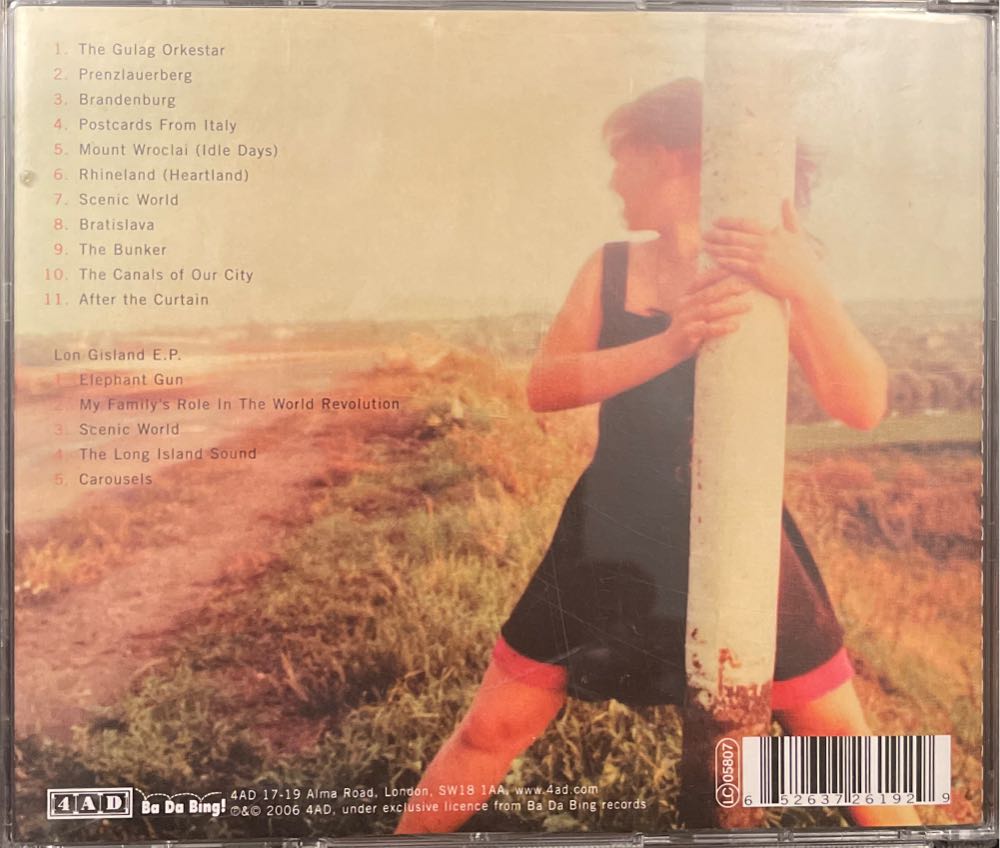 1. The Gulag Orkestar
2. Prenzlauerberg
3. Brandenburg
4. Postcards From Italy
5. Mount Wroclai (Idle Days)
6. Rhineland (Heartland)
7. Scenic World
8. Bratislava
9. The Bunker
10. The Canals of Our City
11. After the Curtain
Lon Gisland E.P.
1. Elephant Gun
2. My Family's Role In The World Revolution
3. Scenic World
4. The Long Island Sound
5. Carousels
4AD
Ba Da Bing!
4AD 17-19 Alma Road, London, SW18 1AA, www.4ad.com
℗&© 2006 4AD, under exclusive licence from Ba Da Bing records
LC 05807
6 52637 26192 9